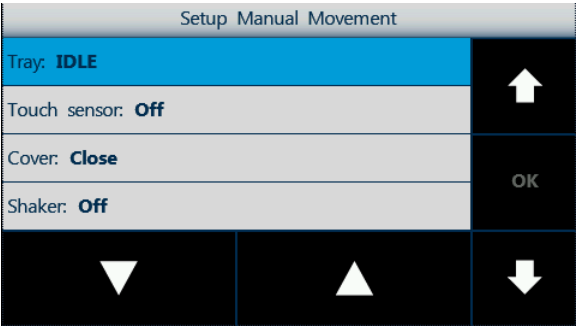 Setup Manual Movement
Tray: IDLE
Touch sensor: Off
Cover: Close
OK
Shaker: Off